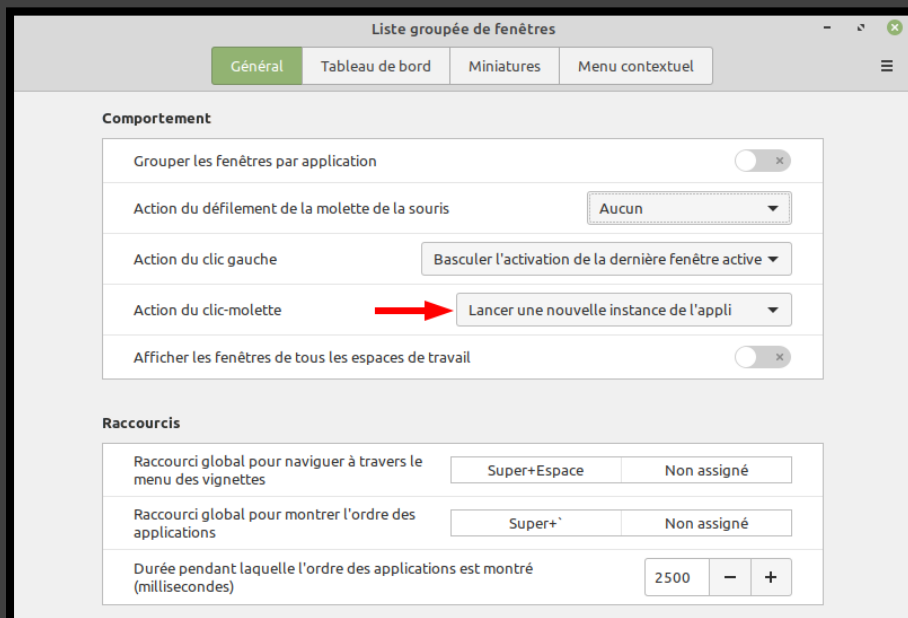 Liste groupée de fenêtres
Général Tableau de bord Miniatures Menu contextuel
Comportement
Grouper les fenêtres par application
Action du défilement de la molette de la souris Aucun
Action du clic gauche Basculer l'activation de la dernière fenêtre active
Action du clic-molette Lancer une nouvelle instance de l'appli
Afficher les fenêtres de tous les espaces de travail
Raccourcis
Raccourci global pour naviguer à travers le
menu des vignettes
Super+Espace Non assigné
Raccourci global pour montrer l'ordre des
applications
Super+` Non assigné
Durée pendant laquelle l'ordre des applications est montré
(millisecondes)
2500 − +